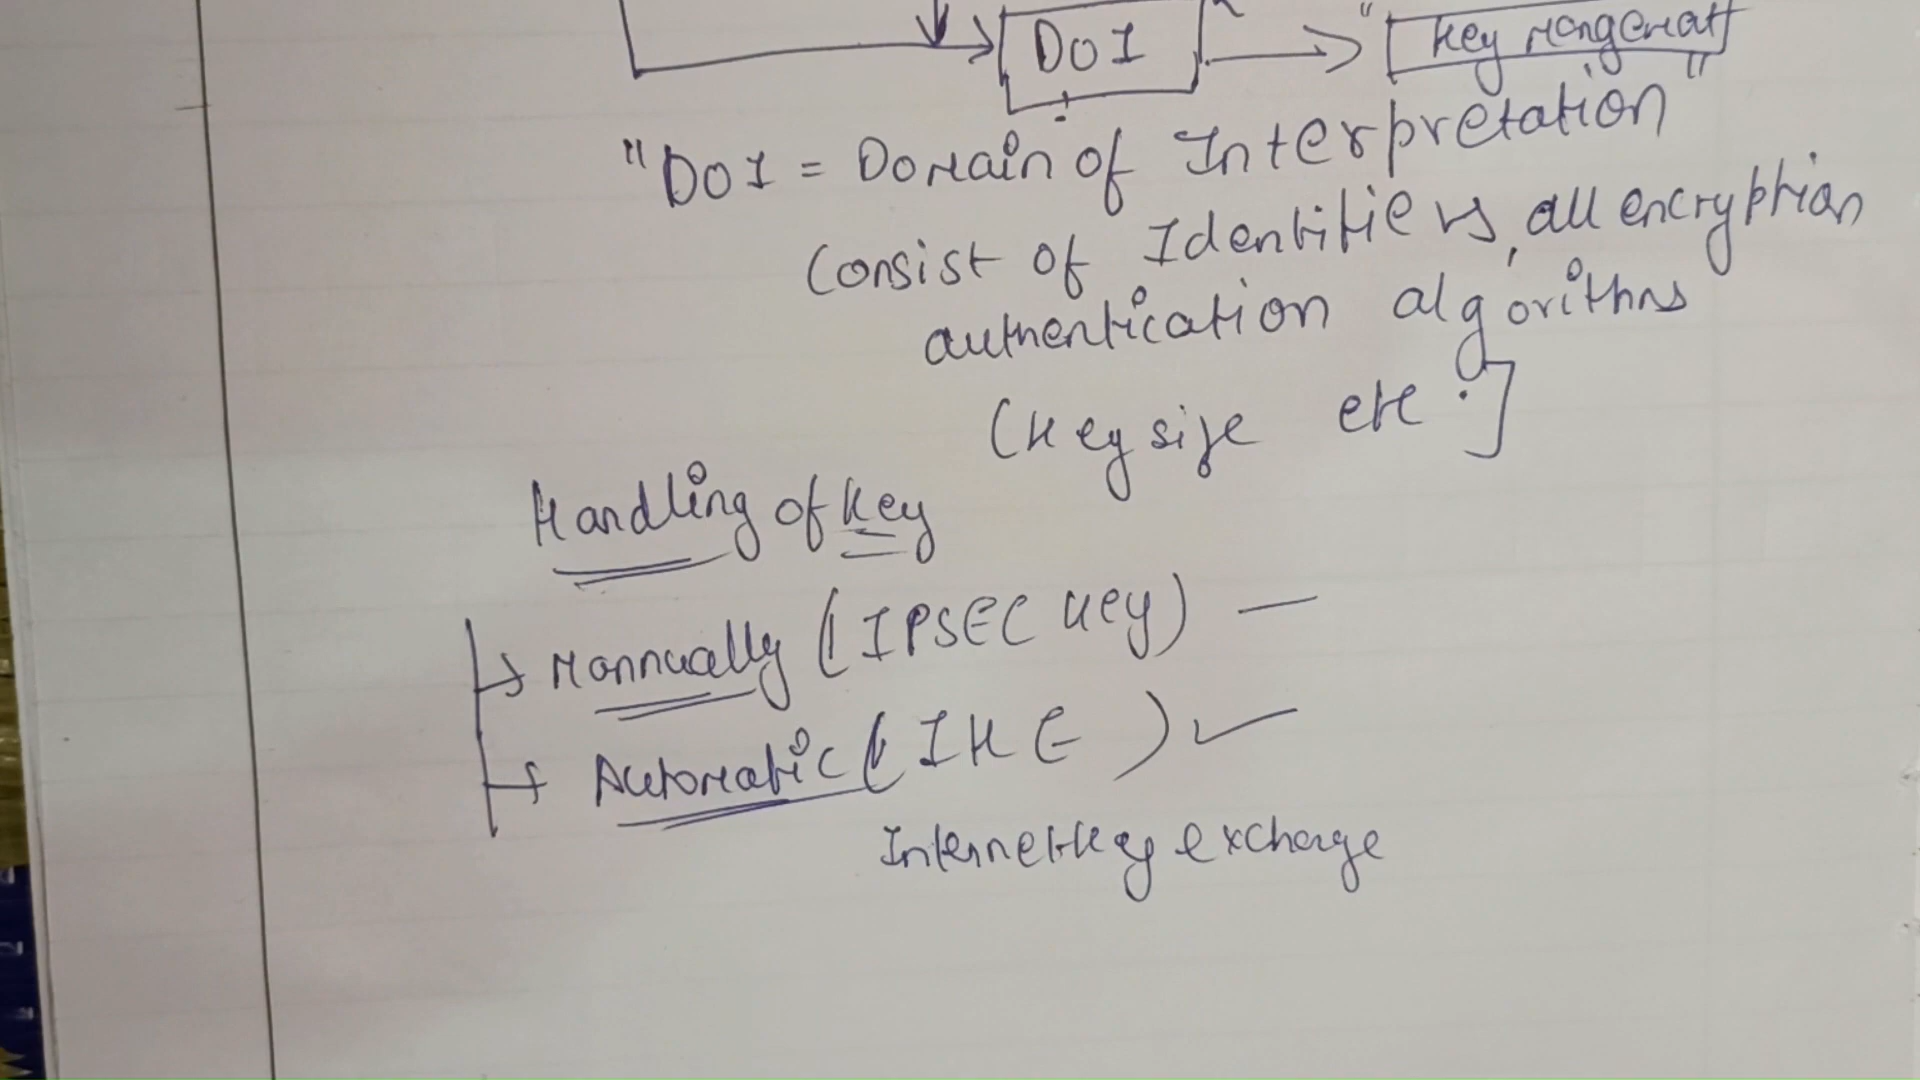 DOI → "Key Mangemat"
"DOI = Domain of Interpretation"
Consist of Identifiers, all encryption
authentication algorithms
(Key size etc.]
Handling of key
→ Mannually (IPSEC key) —
→ Automatic (IKE) ✓
Internet key exchange